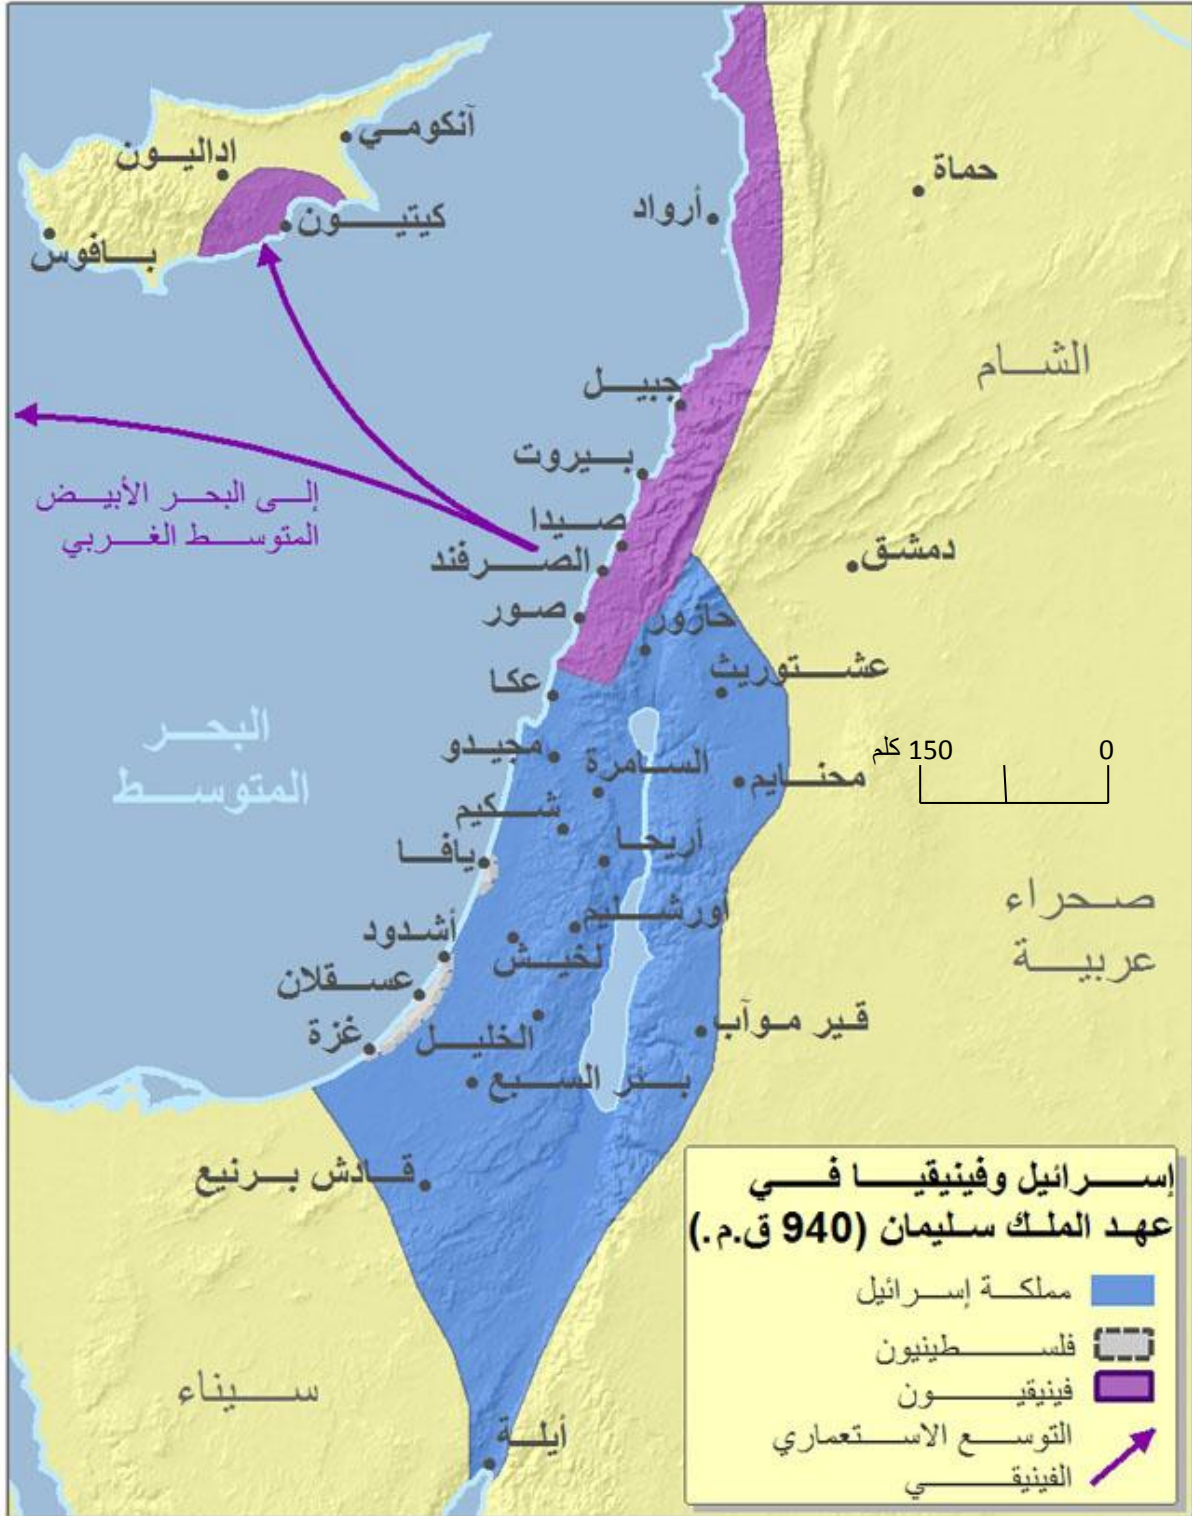 آنكومي
اداليون
كيتيون
بافوس
أرواد
حماة
الشام
جبيل
بيروت
إلى البحر الأبيض
المتوسط الغربي
صيدا
الصرفند
صور
دمشق
حازور
عشتوريث
عكا
البحر
المتوسط
مجيدو
السامرة
محنايم
150 كلم
0
شكيم
أريحا
يافا
صحراء
عربية
اورشليم
أشدود
لخيش
عسقلان
الخليل
غزة
قير موآب
بئر السبع
قادش برنيع
سيناء
أيلة
إسرائيل وفينيقيا في
عهد الملك سليمان (940 ق.م.)
مملكة إسرائيل
فلسطينيون
فينيقيون
التوسع الاستعماري
الفينيقي